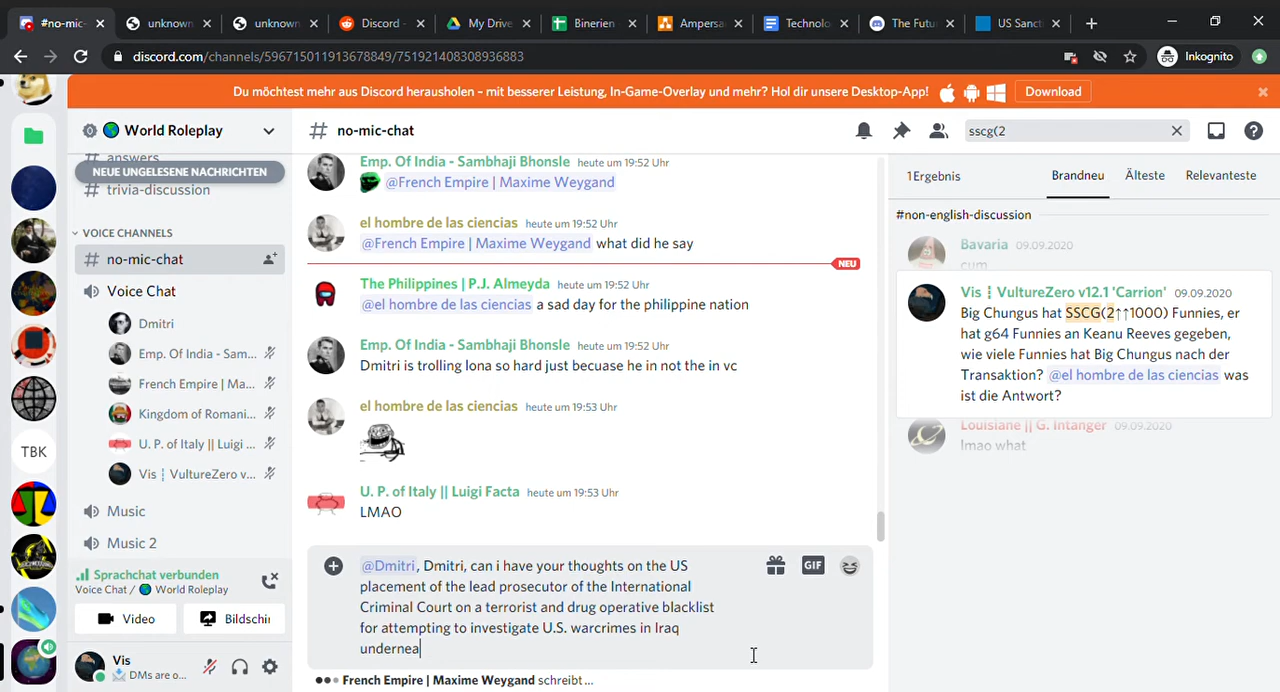 #no-mic-
unknown
unknown
Discord -
My Drive
Binerien
Ampersa
Technolo
The Futu
US Sancti
discord.com/channels/596715011913678849/751921408308936883
Inkognito
Du möchtest mehr aus Discord herausholen – mit besserer Leistung, In-Game-Overlay und mehr? Hol dir unsere Desktop-App!
Download
World Roleplay
answers
NEUE UNGELESENE NACHRICHTEN
# trivia-discussion
VOICE CHANNELS
# no-mic-chat
Voice Chat
Dmitri
Emp. Of India - Sam...
French Empire | Ma...
Kingdom of Romani...
U. P. of Italy || Luigi ...
Vis ¦ VultureZero v...
Music
Music 2
TBK
Sprachchat verbunden
Voice Chat / World Roleplay
Video
Bildschir
Vis
DMs are o...
# no-mic-chat
Emp. Of India - Sambhaji Bhonsle heute um 19:52 Uhr
@French Empire | Maxime Weygand
el hombre de las ciencias heute um 19:52 Uhr
@French Empire | Maxime Weygand what did he say
NEU
The Philippines | P.J. Almeyda heute um 19:52 Uhr
@el hombre de las ciencias a sad day for the philippine nation
Emp. Of India - Sambhaji Bhonsle heute um 19:52 Uhr
Dmitri is trolling lona so hard just becuase he in not the in vc
el hombre de las ciencias heute um 19:53 Uhr
U. P. of Italy || Luigi Facta heute um 19:53 Uhr
LMAO
@Dmitri, Dmitri, can i have your thoughts on the US
placement of the lead prosecutor of the International
Criminal Court on a terrorist and drug operative blacklist
for attempting to investigate U.S. warcrimes in Iraq
undernea
GIF
French Empire | Maxime Weygand schreibt ...
sscg(2
1 Ergebnis
Brandneu
Älteste
Relevanteste
#non-english-discussion
Bavaria 09.09.2020
cum
Vis ¦ VultureZero v12.1 'Carrion' 09.09.2020
Big Chungus hat SSCG(2↑↑1000) Funnies, er
hat g64 Funnies an Keanu Reeves gegeben,
wie viele Funnies hat Big Chungus nach der
Transaktion? @el hombre de las ciencias was
ist die Antwort?
Louisiane || G. Intanger 09.09.2020
lmao what